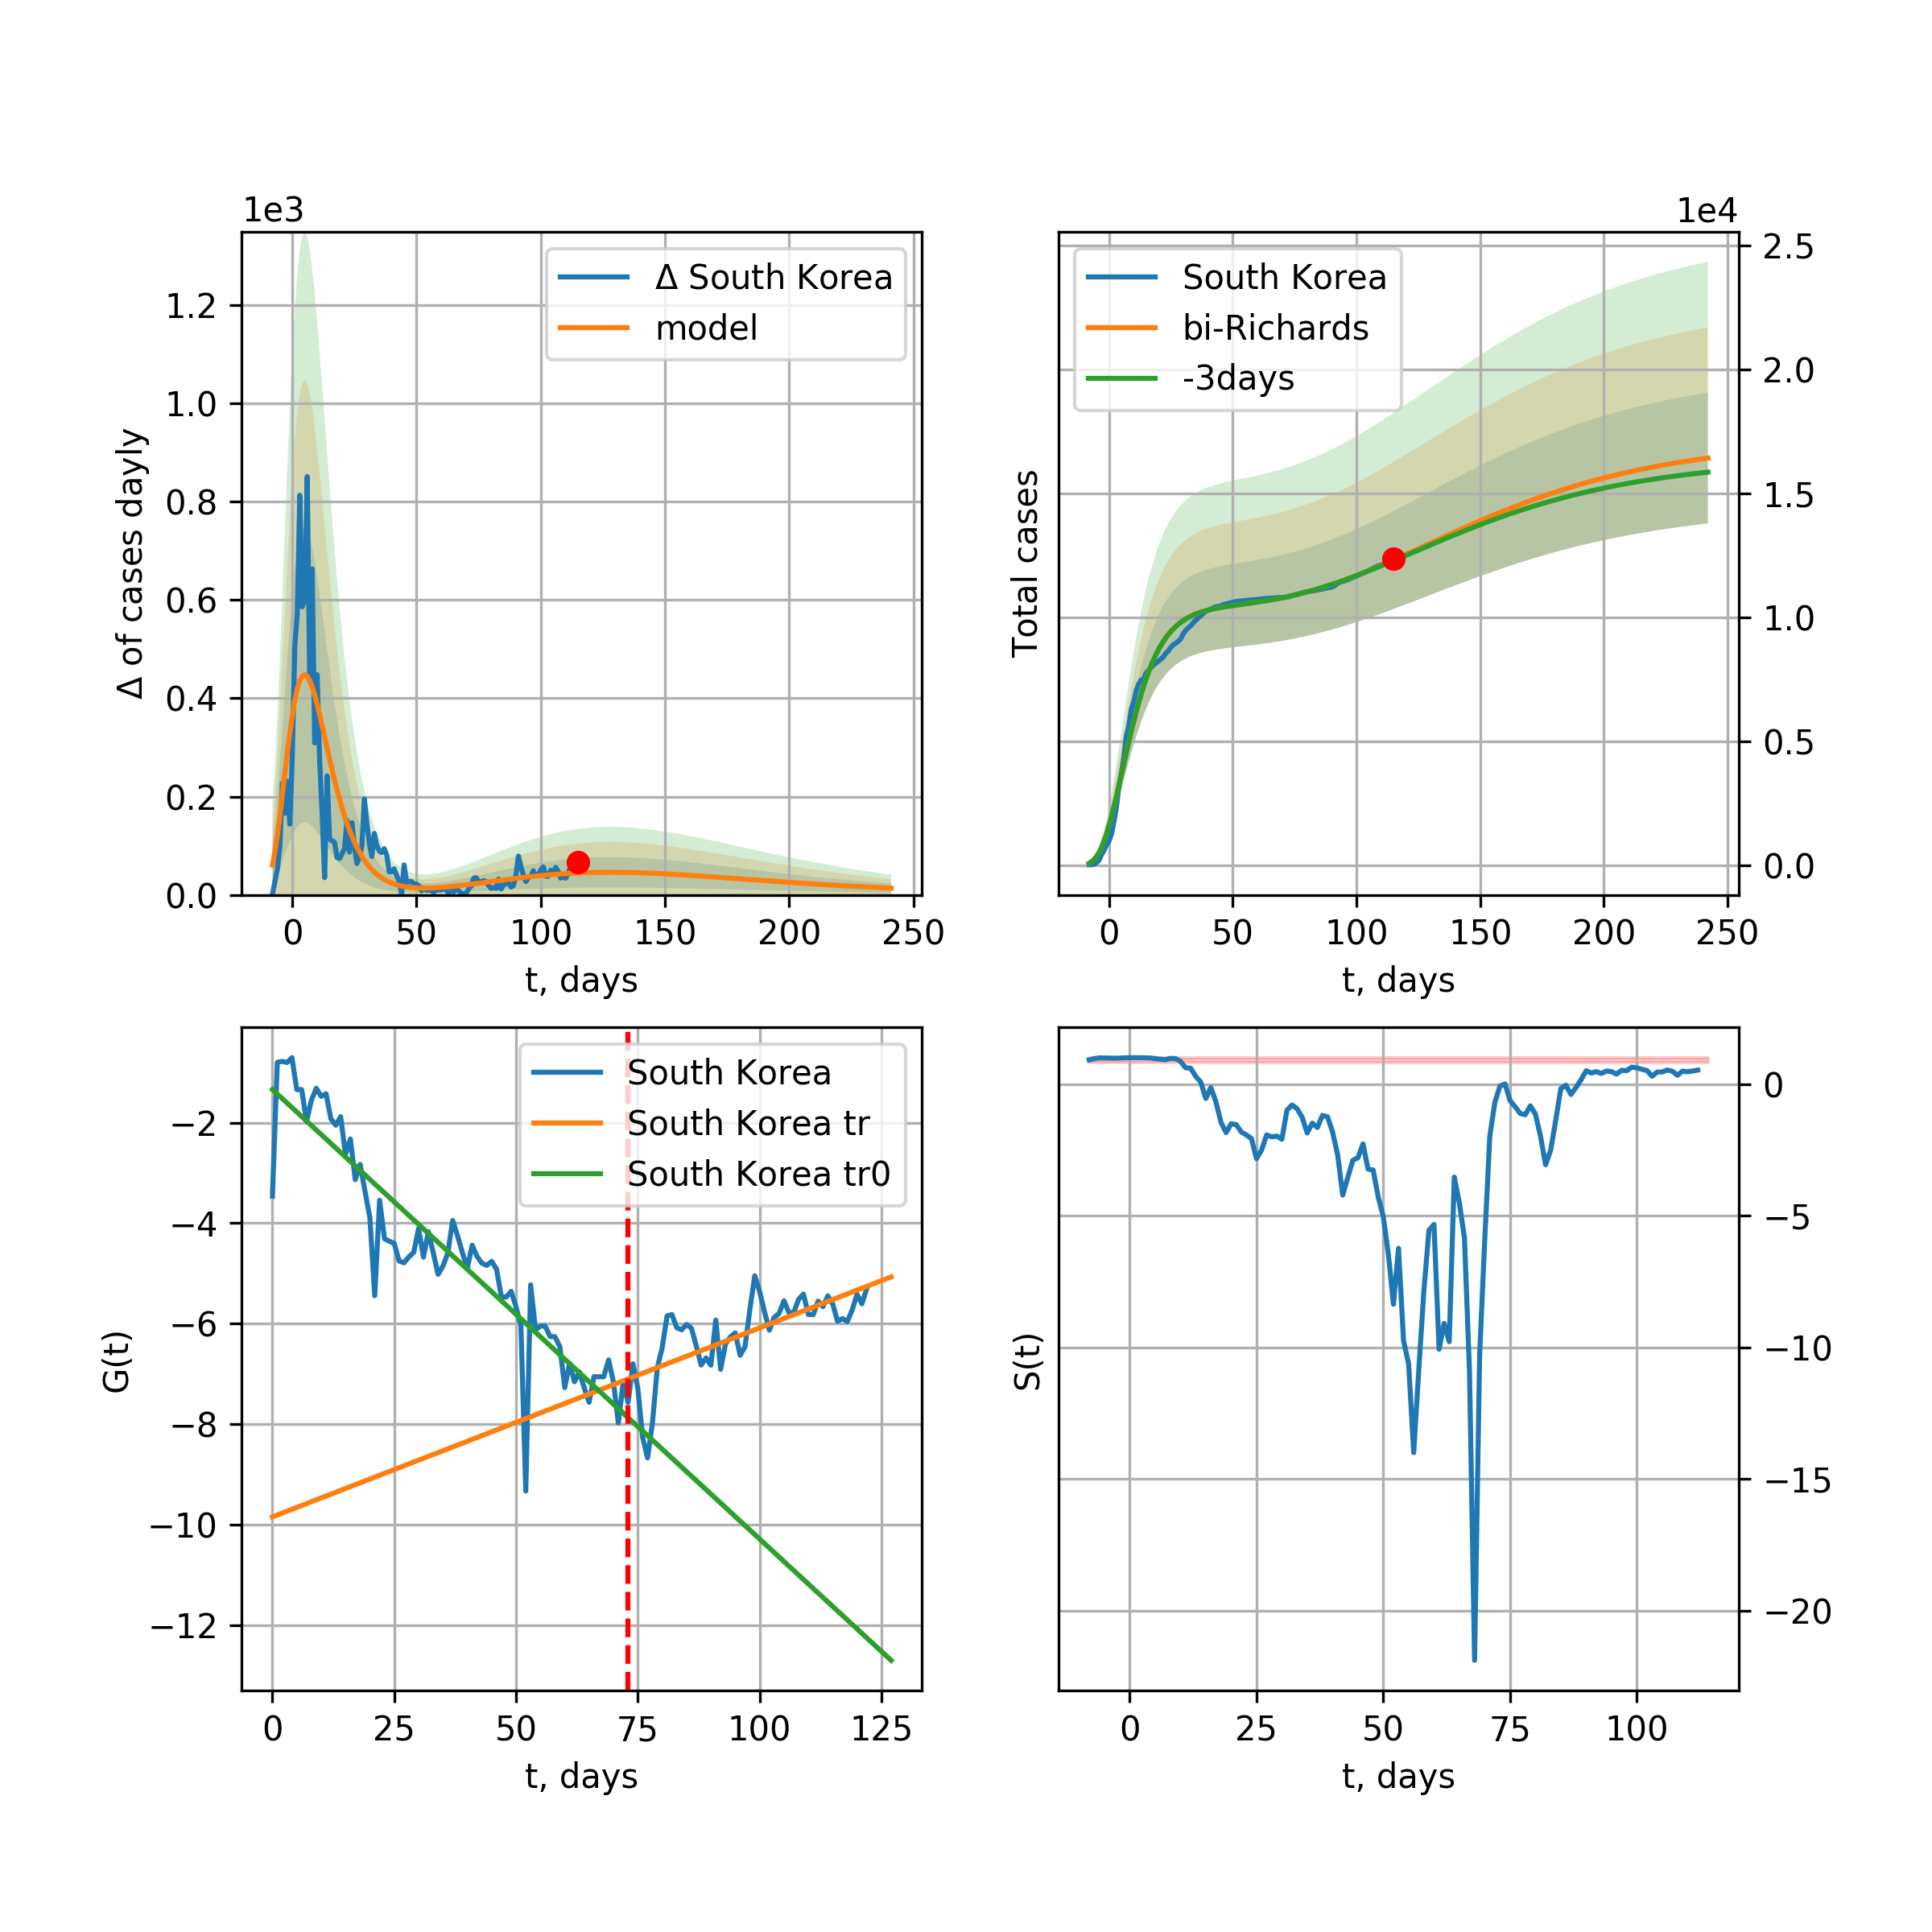 1e3
Δ South Korea
model
1.2
1.0
0.8
0.6
0.4
0.2
0.0
Δ of cases dayly
0 50 100 150 200 250
t, days
1e4
South Korea
bi-Richards
-3days
2.5
2.0
1.5
1.0
0.5
0.0
Total cases
0 50 100 150 200 250
t, days
South Korea
South Korea tr
South Korea tr0
−2
−4
−6
−8
−10
−12
G(t)
0 25 50 75 100 125
t, days
0
−5
−10
−15
−20
S(t)
0 25 50 75 100
t, days